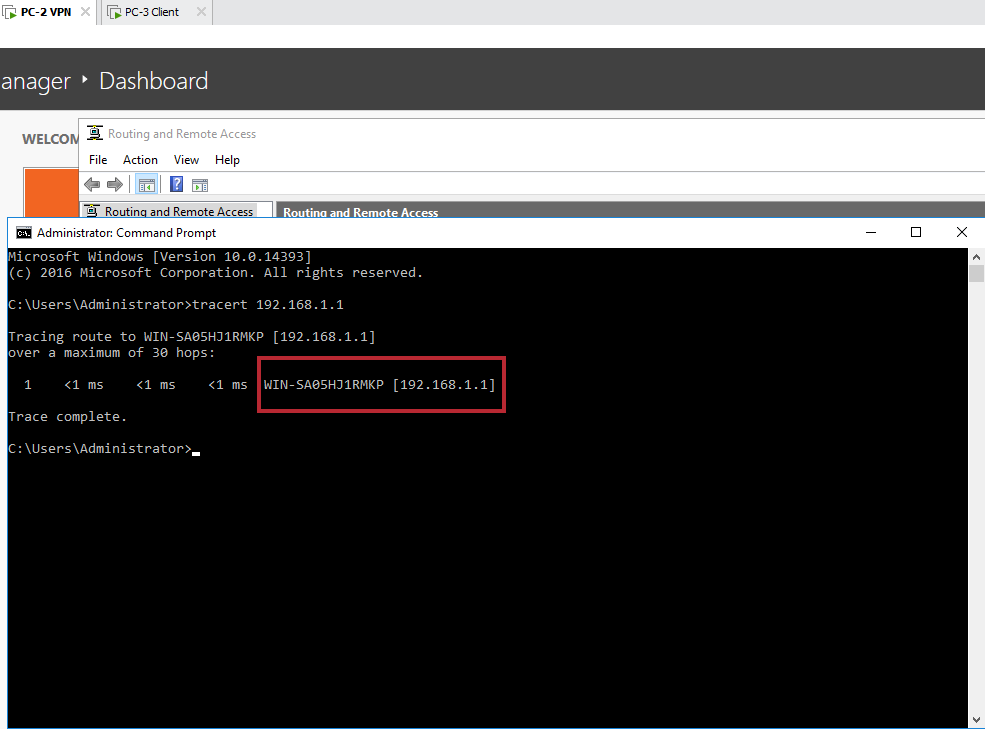 PC-2 VPN PC-3 Client
anager Dashboard
WELCOM
Routing and Remote Access
File Action View Help
Routing and Remote Access Routing and Remote Access
Administrator: Command Prompt
Microsoft Windows [Version 10.0.14393]
(c) 2016 Microsoft Corporation. All rights reserved.
C:\Users\Administrator>tracert 192.168.1.1
Tracing route to WIN-SA05HJ1RMKP [192.168.1.1]
over a maximum of 30 hops:
1 <1 ms <1 ms <1 ms WIN-SA05HJ1RMKP [192.168.1.1]
Trace complete.
C:\Users\Administrator>